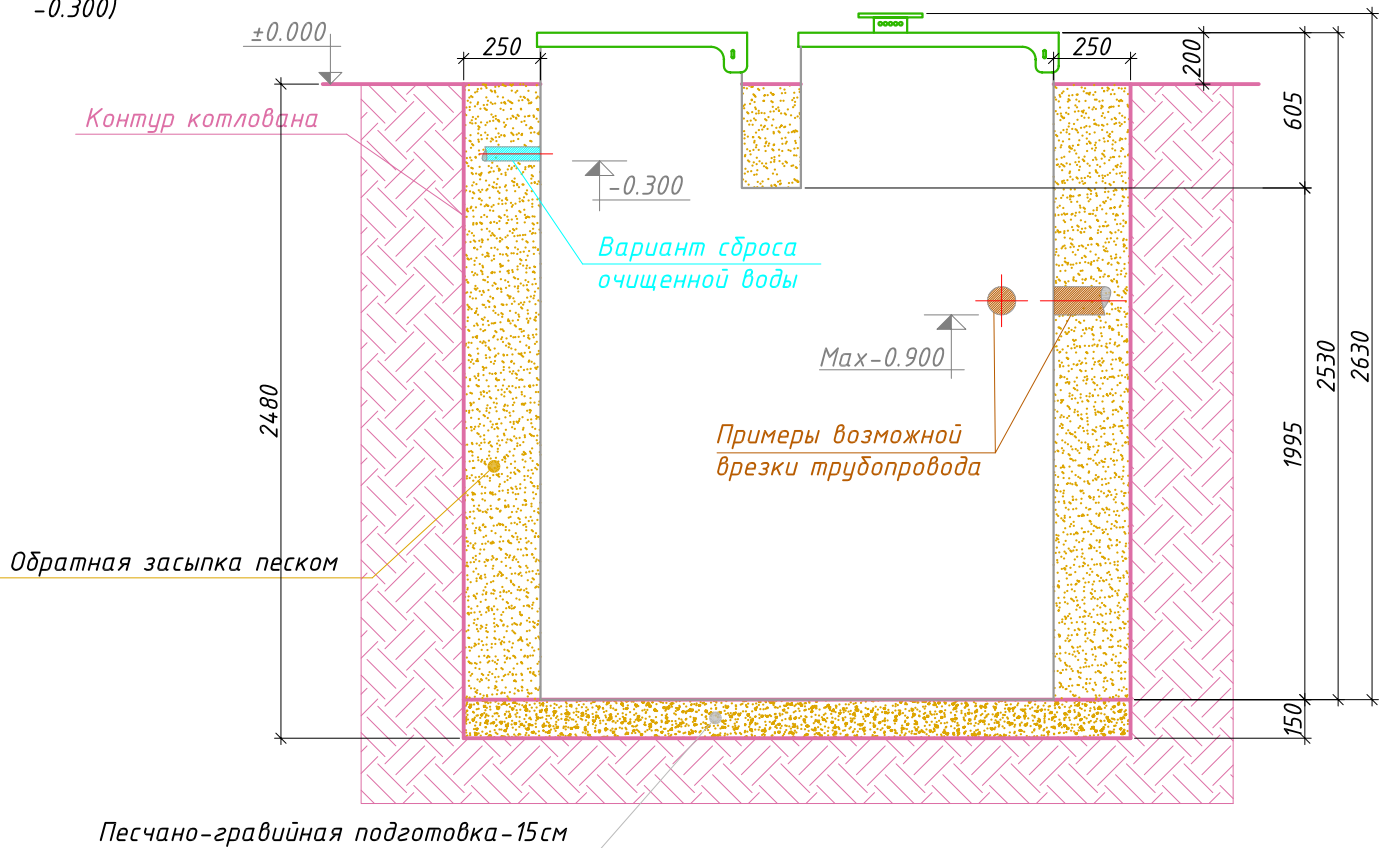 -0.300)
±0.000
250
250
200
Контур котлована
605
-0.300
Вариант сброса
очищенной воды
Max-0.900
2530
2630
2480
Примеры возможной
врезки трубопровода
1995
Обратная засыпка песком
150
Песчано-гравийная подготовка-15см